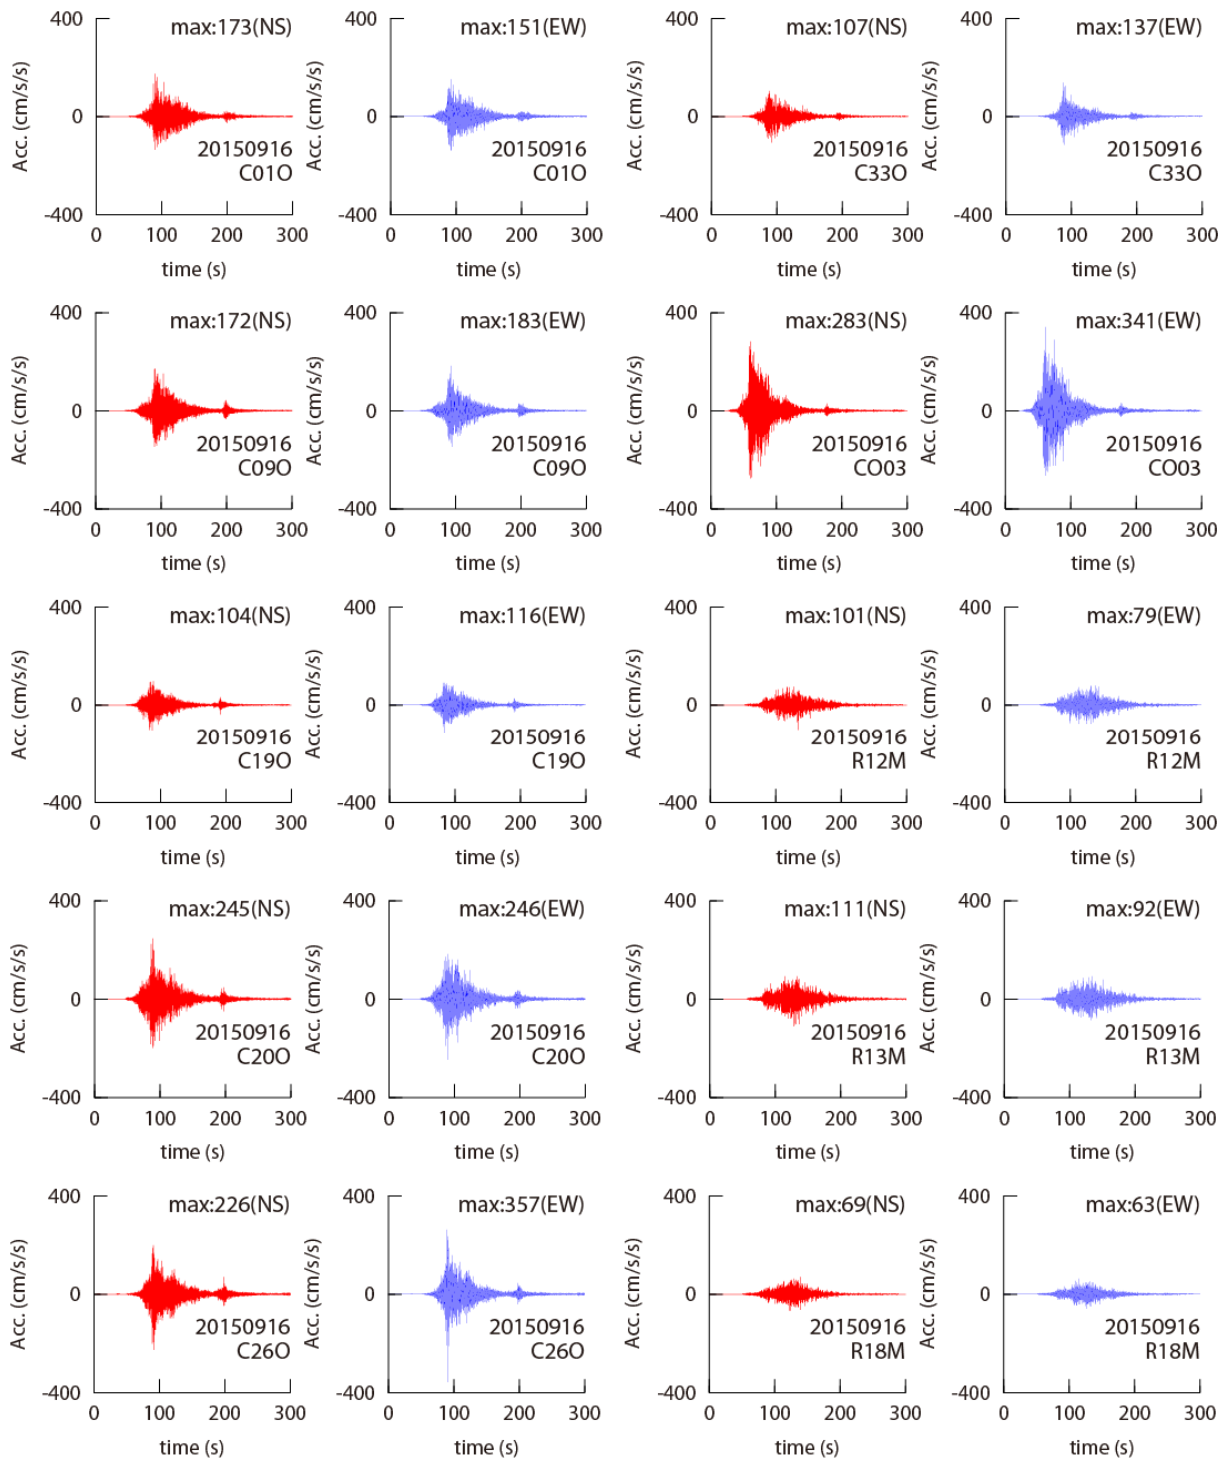 400
max:173(NS)
Acc. (cm/s/s)
0
20150916
C01O
-400
0 100 200 300
time (s)
400
max:151(EW)
Acc. (cm/s/s)
0
20150916
C01O
-400
0 100 200 300
time (s)
400
max:107(NS)
Acc. (cm/s/s)
0
20150916
C33O
-400
0 100 200 300
time (s)
400
max:137(EW)
Acc. (cm/s/s)
0
20150916
C33O
-400
0 100 200 300
time (s)
400
max:172(NS)
Acc. (cm/s/s)
0
20150916
C09O
-400
0 100 200 300
time (s)
400
max:183(EW)
Acc. (cm/s/s)
0
20150916
C09O
-400
0 100 200 300
time (s)
400
max:283(NS)
Acc. (cm/s/s)
0
20150916
CO03
-400
0 100 200 300
time (s)
400
max:341(EW)
Acc. (cm/s/s)
0
20150916
CO03
-400
0 100 200 300
time (s)
400
max:104(NS)
Acc. (cm/s/s)
0
20150916
C19O
-400
0 100 200 300
time (s)
400
max:116(EW)
Acc. (cm/s/s)
0
20150916
C19O
-400
0 100 200 300
time (s)
400
max:101(NS)
Acc. (cm/s/s)
0
20150916
R12M
-400
0 100 200 300
time (s)
400
max:79(EW)
Acc. (cm/s/s)
0
20150916
R12M
-400
0 100 200 300
time (s)
400
max:245(NS)
Acc. (cm/s/s)
0
20150916
C20O
-400
0 100 200 300
time (s)
400
max:246(EW)
Acc. (cm/s/s)
0
20150916
C20O
-400
0 100 200 300
time (s)
400
max:111(NS)
Acc. (cm/s/s)
0
20150916
R13M
-400
0 100 200 300
time (s)
400
max:92(EW)
Acc. (cm/s/s)
0
20150916
R13M
-400
0 100 200 300
time (s)
400
max:226(NS)
Acc. (cm/s/s)
0
20150916
C26O
-400
0 100 200 300
time (s)
400
max:357(EW)
Acc. (cm/s/s)
0
20150916
C26O
-400
0 100 200 300
time (s)
400
max:69(NS)
Acc. (cm/s/s)
0
20150916
R18M
-400
0 100 200 300
time (s)
400
max:63(EW)
Acc. (cm/s/s)
0
20150916
R18M
-400
0 100 200 300
time (s)